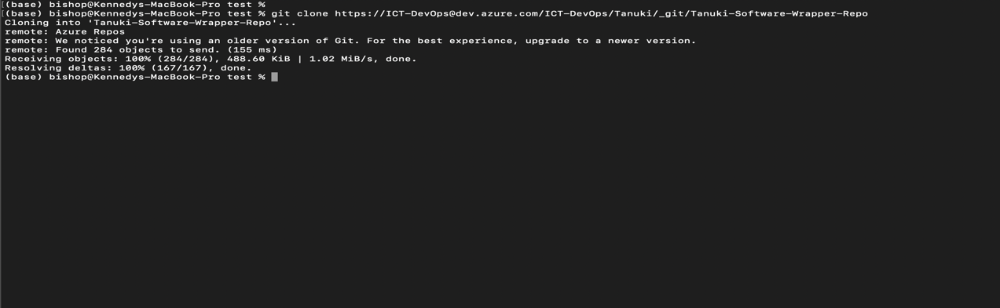 [(base) bishop@Kennedys-MacBook-Pro test %
[(base) bishop@Kennedys-MacBook-Pro test % git clone https://ICT-DevOps@dev.azure.com/ICT-DevOps/Tanuki/_git/Tanuki-Software-Wrapper-Repo
Cloning into 'Tanuki-Software-Wrapper-Repo'...
remote: Azure Repos
remote: We noticed you're using an older version of Git. For the best experience, upgrade to a newer version.
remote: Found 284 objects to send. (155 ms)
Receiving objects: 100% (284/284), 488.60 KiB | 1.02 MiB/s, done.
Resolving deltas: 100% (167/167), done.
(base) bishop@Kennedys-MacBook-Pro test %